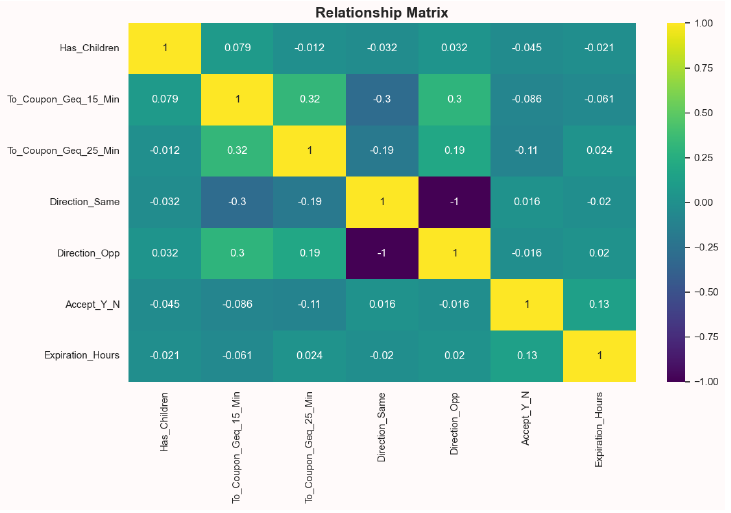 Relationship Matrix
Has_Children 1 0.079 -0.012 -0.032 0.032 -0.045 -0.021
To_Coupon_Geq_15_Min 0.079 1 0.32 -0.3 0.3 -0.086 -0.061
To_Coupon_Geq_25_Min -0.012 0.32 1 -0.19 0.19 -0.11 0.024
Direction_Same -0.032 -0.3 -0.19 1 -1 0.016 -0.02
Direction_Opp 0.032 0.3 0.19 -1 1 -0.016 0.02
Accept_Y_N -0.045 -0.086 -0.11 0.016 -0.016 1 0.13
Expiration_Hours -0.021 -0.061 0.024 -0.02 0.02 0.13 1
Has_Children
To_Coupon_Geq_15_Min
To_Coupon_Geq_25_Min
Direction_Same
Direction_Opp
Accept_Y_N
Expiration_Hours
1.00
0.75
0.50
0.25
0.00
−0.25
−0.50
−0.75
−1.00